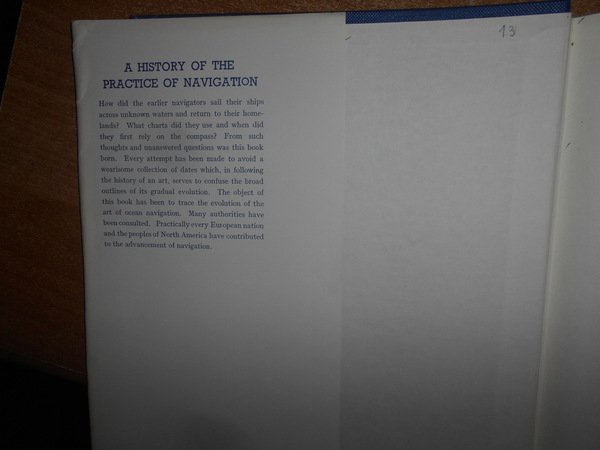 A HISTORY OF THE
PRACTICE OF NAVIGATION
How did the earlier navigators sail their ships
across unknown waters and return to their home-
lands? What charts did they use and when did
they first rely on the compass? From such
thoughts and unanswered questions was this book
born. Every attempt has been made to avoid a
wearisome collection of dates which, in following
the history of an art, serves to confuse the broad
outlines of its gradual evolution. The object of
this book has been to trace the evolution of the
art of ocean navigation. Many authorities have
been consulted. Practically every European nation
and the peoples of North America have contributed
to the advancement of navigation.
13